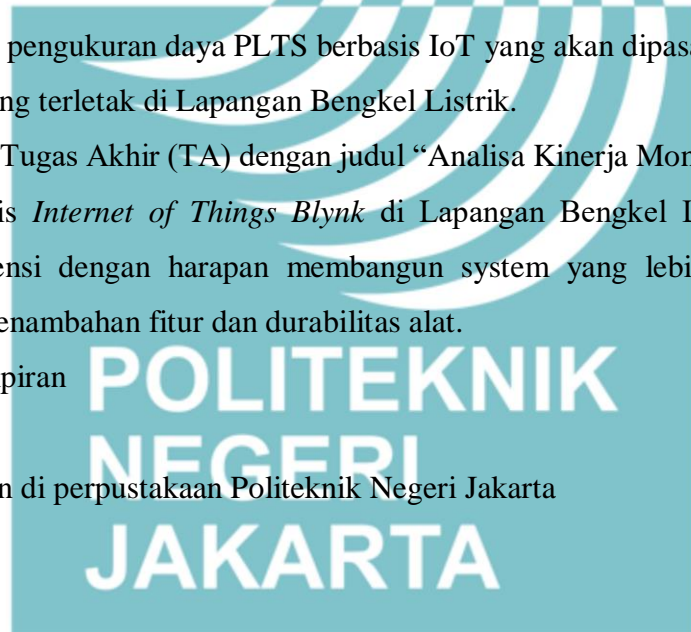 pengukuran daya PLTS berbasis IoT yang akan dipasa
ng terletak di Lapangan Bengkel Listrik.
Tugas Akhir (TA) dengan judul “Analisa Kinerja Mon
is Internet of Things Blynk di Lapangan Bengkel L
ensi dengan harapan membangun system yang lebi
enambahan fitur dan durabilitas alat.
piran
POLITEKNIK
NEGERI
n di perpustakaan Politeknik Negeri Jakarta
JAKARTA